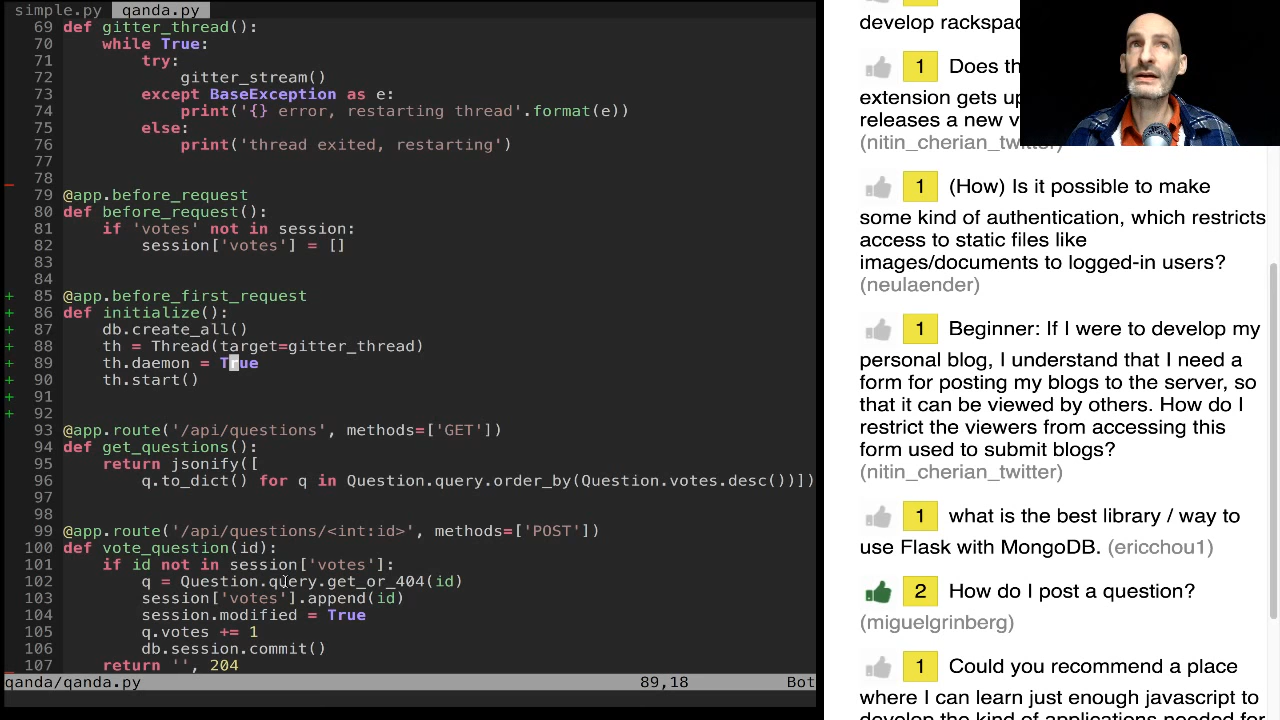 simple.py qanda.py
69 def gitter_thread():
70 while True:
71 try:
72 gitter_stream()
73 except BaseException as e:
74 print('{} error, restarting thread'.format(e))
75 else:
76 print('thread exited, restarting')
77
78
79 @app.before_request
80 def before_request():
81 if 'votes' not in session:
82 session['votes'] = []
83
84
+ 85 @app.before_first_request
+ 86 def initialize():
+ 87 db.create_all()
+ 88 th = Thread(target=gitter_thread)
+ 89 th.daemon = True
+ 90 th.start()
+ 91
+ 92
93 @app.route('/api/questions', methods=['GET'])
94 def get_questions():
95 return jsonify([
96 q.to_dict() for q in Question.query.order_by(Question.votes.desc())])
97
98
99 @app.route('/api/questions/<int:id>', methods=['POST'])
100 def vote_question(id):
101 if id not in session['votes']:
102 q = Question.query.get_or_404(id)
103 session['votes'].append(id)
104 session.modified = True
105 q.votes += 1
106 db.session.commit()
107 return '', 204
qanda/qanda.py 89,18 Bot
develop
1 Does
extension gets
releases a new
(nitin_cherian_twitter)
1 (How) Is it possible to make
some kind of authentication, which restricts
access to static files like
images/documents to logged-in users?
(neulaender)
1 Beginner: If I were to develop my
personal blog, I understand that I need a
form for posting my blogs to the server, so
that it can be viewed by others. How do I
restrict the viewers from accessing this
form used to submit blogs?
(nitin_cherian_twitter)
1 what is the best library / way to
use Flask with MongoDB. (ericchou1)
2 How do I post a question?
(miguelgrinberg)
1 Could you recommend a place
where I can learn just enough javascript to
develop the kind of applications needed for